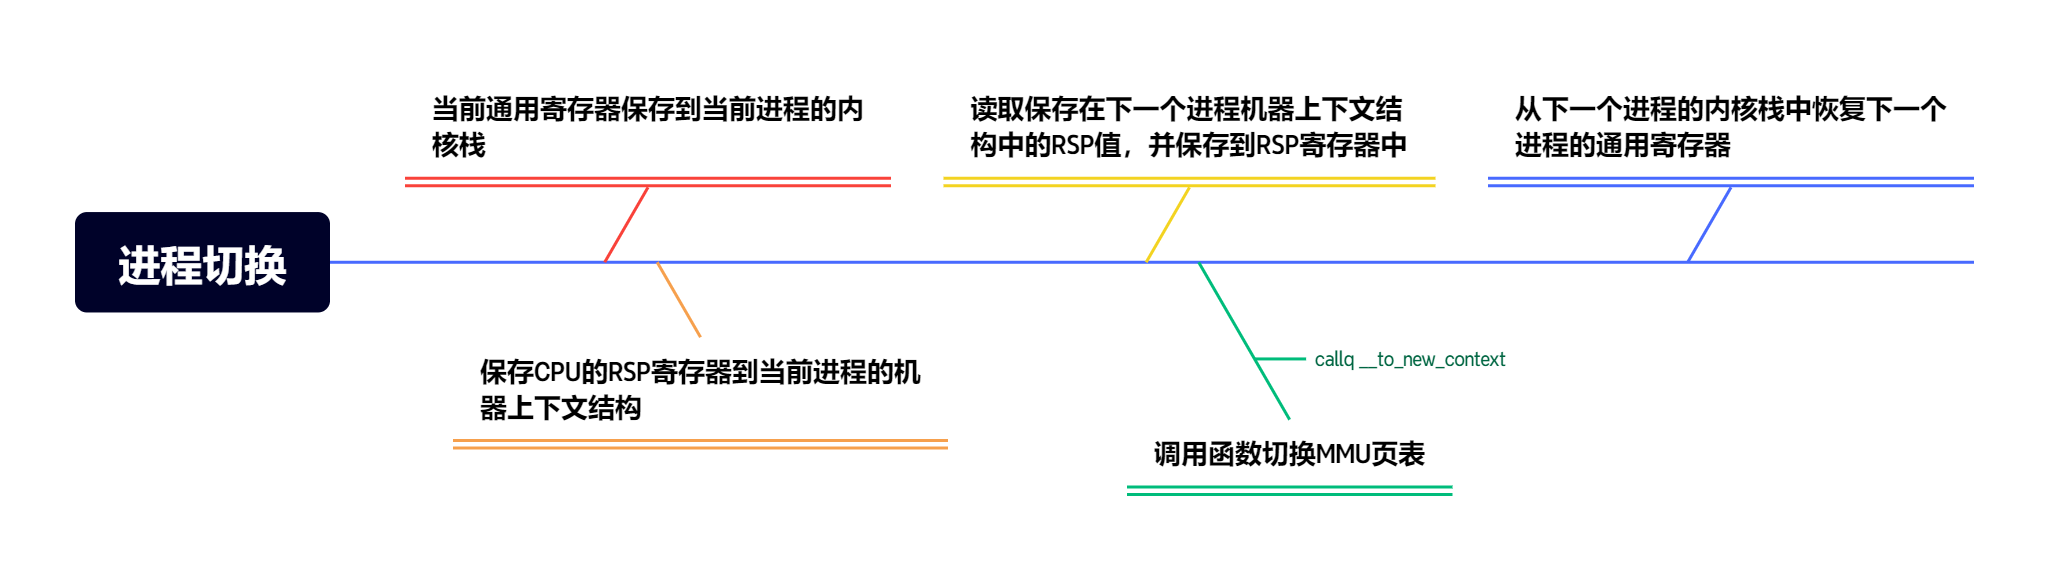 进程切换
当前通用寄存器保存到当前进程的内
核栈
保存CPU的RSP寄存器到当前进程的机
器上下文结构
读取保存在下一个进程机器上下文结
构中的RSP值，并保存到RSP寄存器中
callq __to_new_context
调用函数切换MMU页表
从下一个进程的内核栈中恢复下一个
进程的通用寄存器